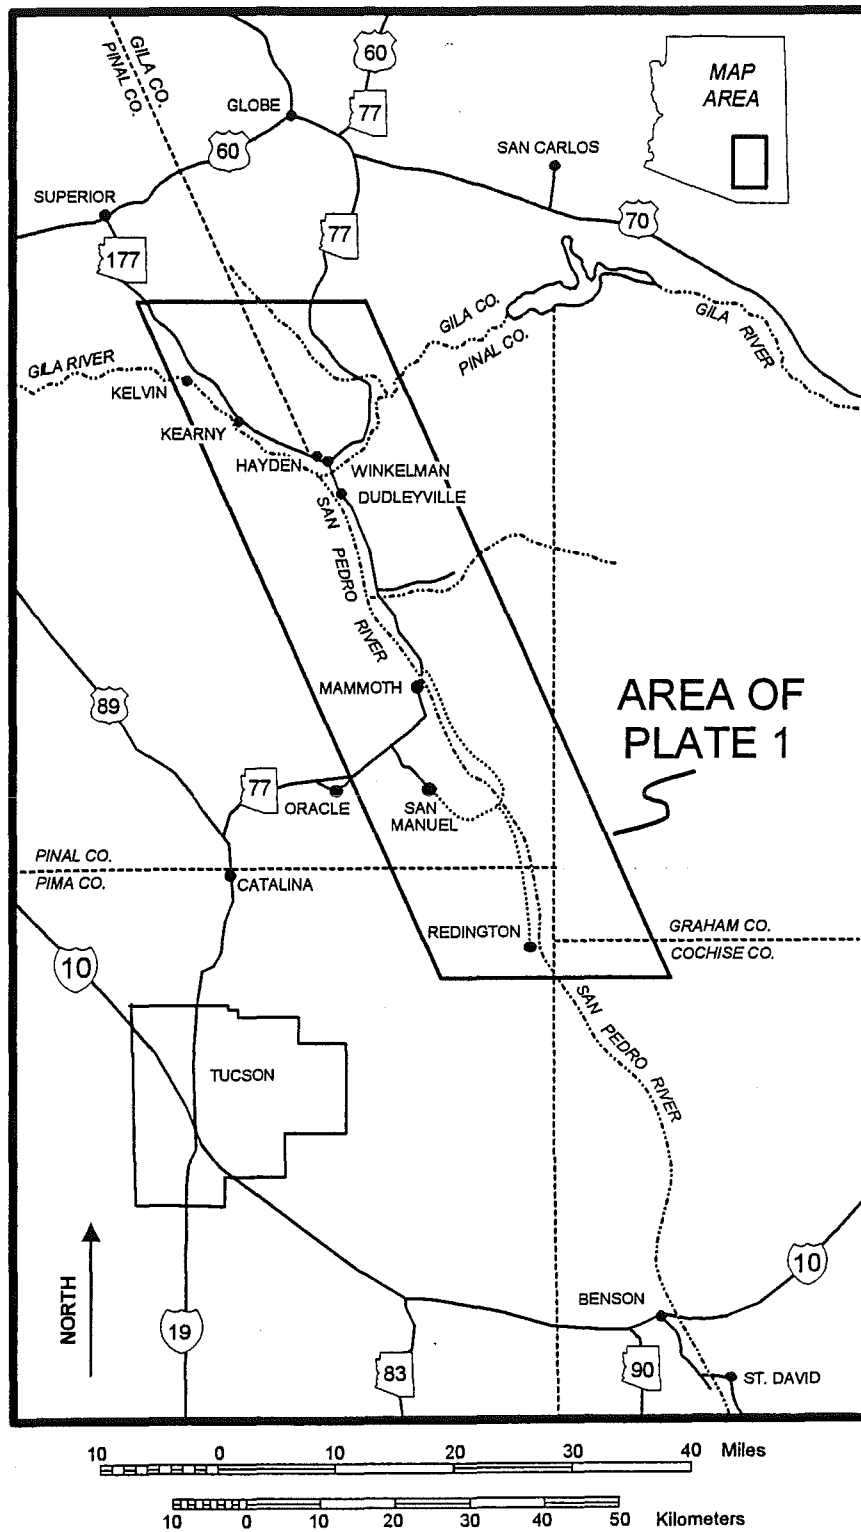 GILA CO.
PINAL CO.
60
MAP
AREA
GLOBE
77
60
SAN CARLOS
SUPERIOR
77
70
177
GILA CO.
PINAL CO.
GILA RIVER
GILA RIVER
KELVIN
KEARNY
HAYDEN
WINKELMAN
DUDLEYVILLE
SAN PEDRO RIVER
MAMMOTH
AREA OF
PLATE 1
89
77
ORACLE
SAN
MANUEL
PINAL CO.
PIMA CO.
CATALINA
REDINGTON
GRAHAM CO.
COCHISE CO.
10
SAN PEDRO RIVER
TUCSON
NORTH
10
BENSON
19
83
90
ST. DAVID
10 0 10 20 30 40 Miles
10 0 10 20 30 40 50 Kilometers